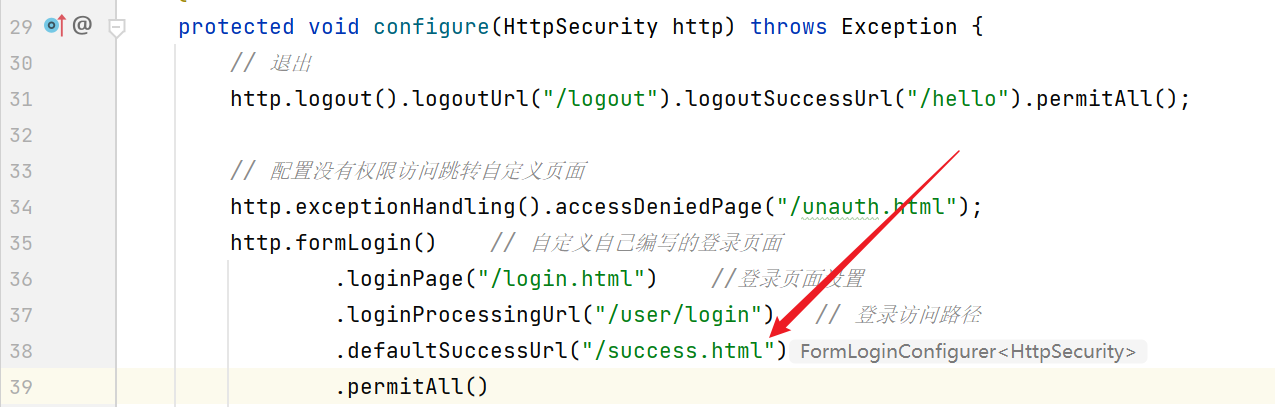 29 @ protected void configure(HttpSecurity http) throws Exception {
30 // 退出
31 http.logout().logoutUrl("/logout").logoutSuccessUrl("/hello").permitAll();
32
33 // 配置没有权限访问跳转自定义页面
34 http.exceptionHandling().accessDeniedPage("/unauth.html");
35 http.formLogin() // 自定义自己编写的登录页面
36 .loginPage("/login.html") //登录页面设置
37 .loginProcessingUrl("/user/login") // 登录访问路径
38 .defaultSuccessUrl("/success.html") FormLoginConfigurer<HttpSecurity>
39 .permitAll()